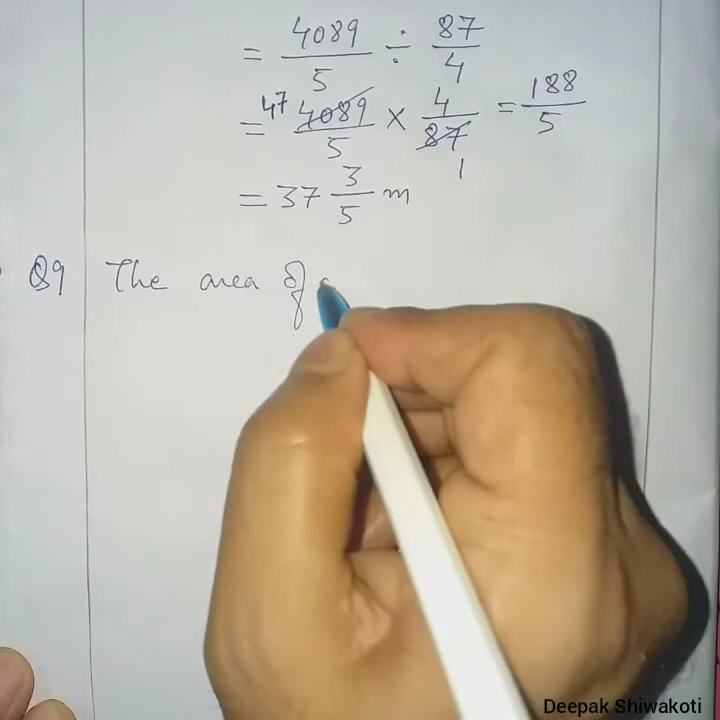 = 4089/5 ÷ 87/4
= 47 4089/5 × 4/87 1 = 188/5
= 37 3/5 m
Q9 The area of
Deepak Shiwakoti